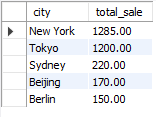 city total_sale
New York 1285.00
Tokyo 1200.00
Sydney 220.00
Beijing 170.00
Berlin 150.00